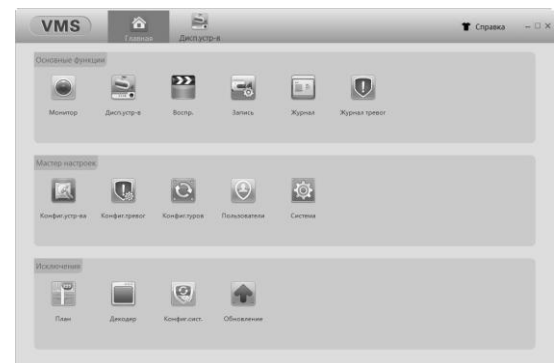 VMS
Главная
Дисп.устр-в
Справка
Основные функции
Монитор Дисп.устр-в Воспр. Запись Журнал Журнал тревог
Мастер настроек
Конфиг.устр-ва Конфиг.тревог Конфиг.туров Пользователи Система
Исключения
План Декодер Конфиг.сист. Обновление